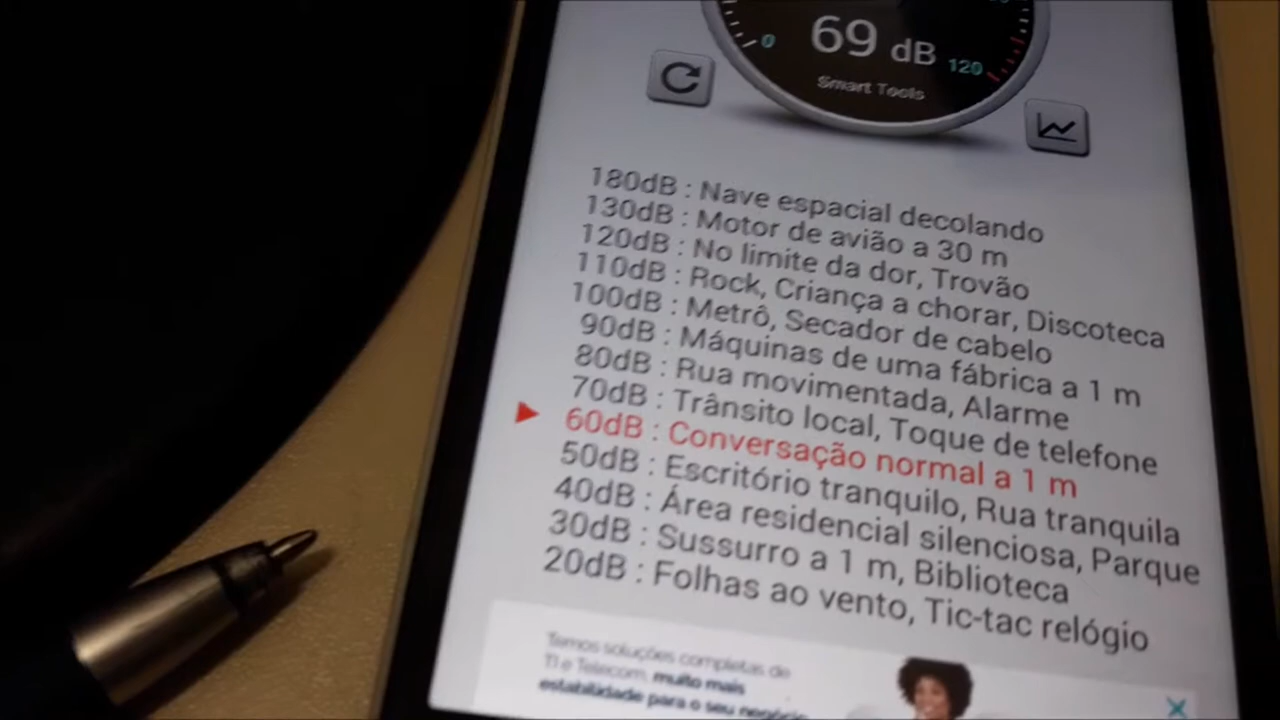 69 dB
0
120
Smart Tools
180dB : Nave espacial decolando
130dB : Motor de avião a 30 m
120dB : No limite da dor, Trovão
110dB : Rock, Criança a chorar, Discoteca
100dB : Metrô, Secador de cabelo
90dB : Máquinas de uma fábrica a 1 m
80dB : Rua movimentada, Alarme
70dB : Trânsito local, Toque de telefone
60dB : Conversação normal a 1 m
50dB : Escritório tranquilo, Rua tranquila
40dB : Área residencial silenciosa, Parque
30dB : Sussurro a 1 m, Biblioteca
20dB : Folhas ao vento, Tic-tac relógio
Temos soluções completas de
TI e Telecom, muito mais
estabilidade para o seu negócio